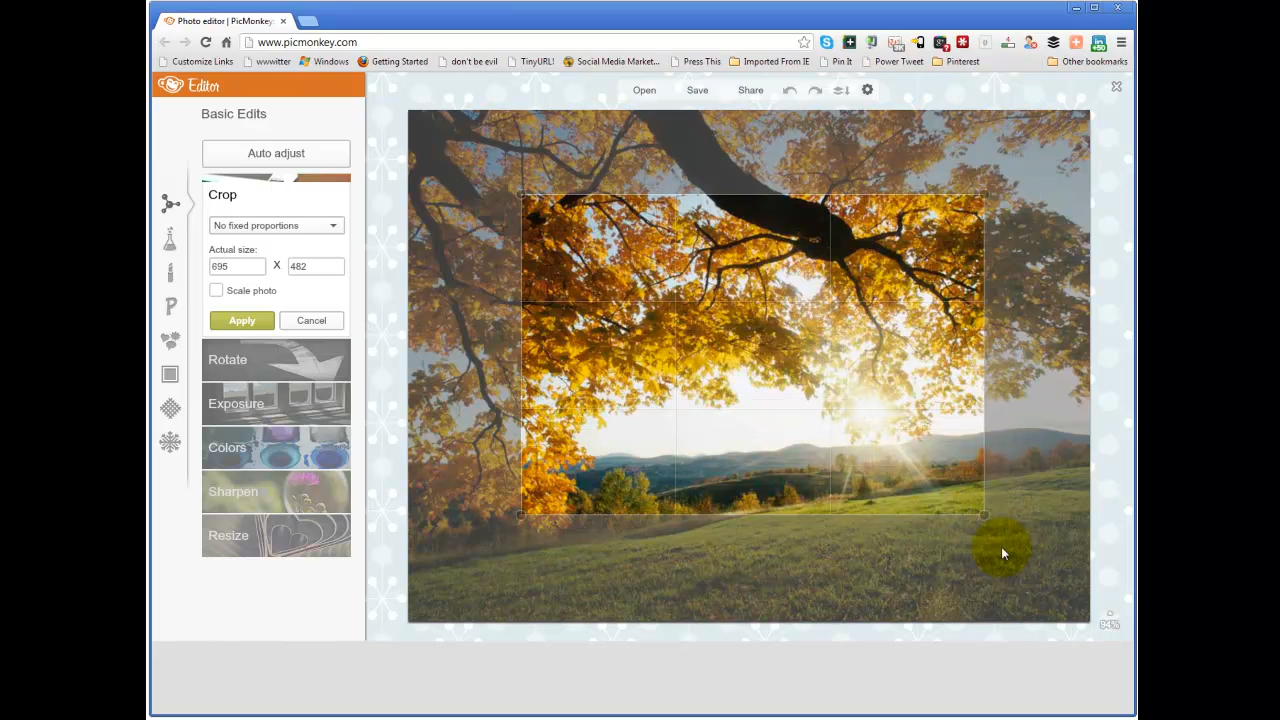 Photo editor | PicMonkey:
www.picmonkey.com
Customize Links wwwitter Windows Getting Started don't be evil TinyURL! Social Media Market... Press This Imported From IE Pin It Power Tweet Pinterest Other bookmarks
Editor
Open Save Share
Basic Edits
Auto adjust
Crop
No fixed proportions
Actual size:
695 X 482
Scale photo
Apply Cancel
Rotate
Exposure
Colors
Sharpen
Resize
94%